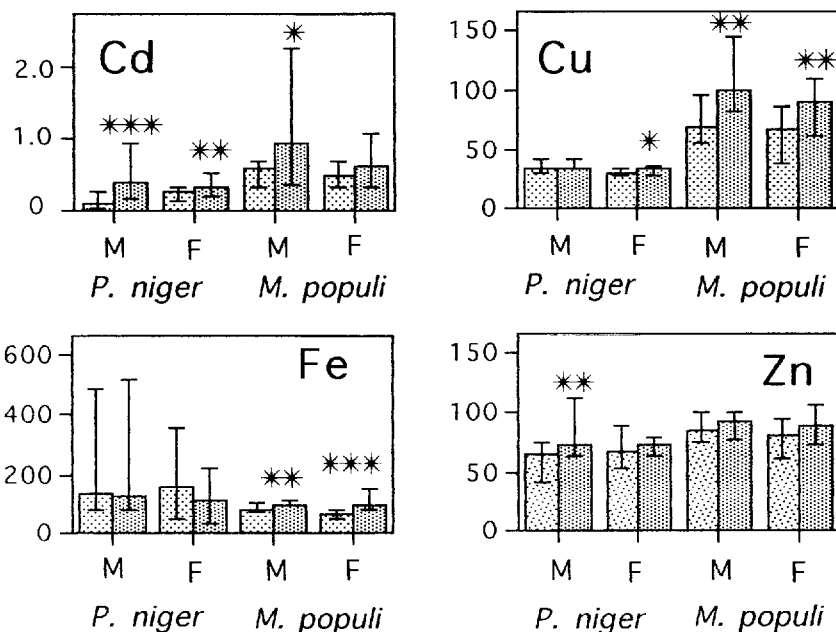 Cd
2.0
1.0
0
*** ** *
M F M F
P. niger M. populi
Cu
150
100
50
0
* ** **
M F M F
P. niger M. populi
Fe
600
400
200
0
** ***
M F M F
P. niger M. populi
Zn
150
100
50
0
**
M F M F
P. niger M. populi